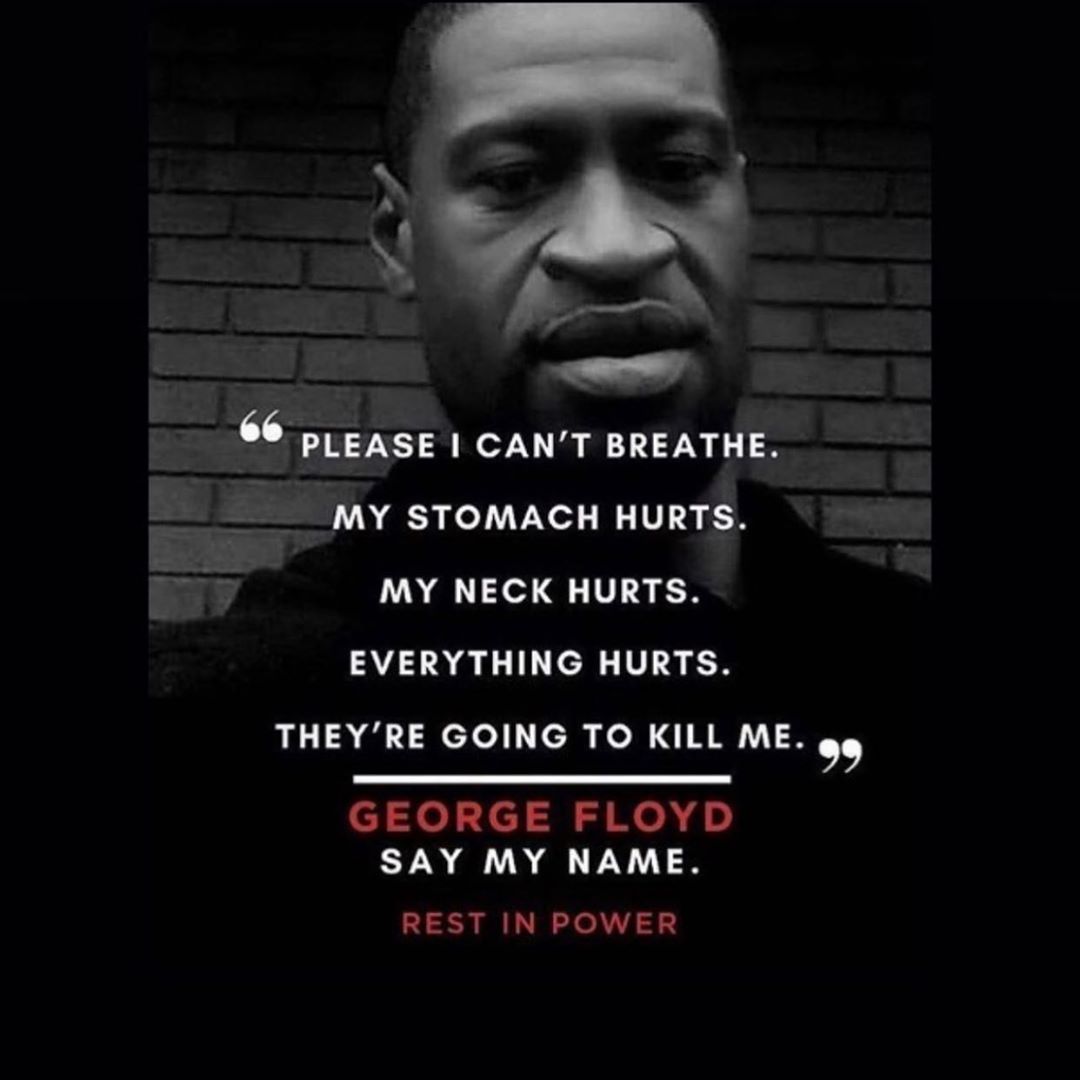 “ PLEASE I CAN’T BREATHE.
MY STOMACH HURTS.
MY NECK HURTS.
EVERYTHING HURTS.
THEY’RE GOING TO KILL ME. ”
GEORGE FLOYD
SAY MY NAME.
REST IN POWER